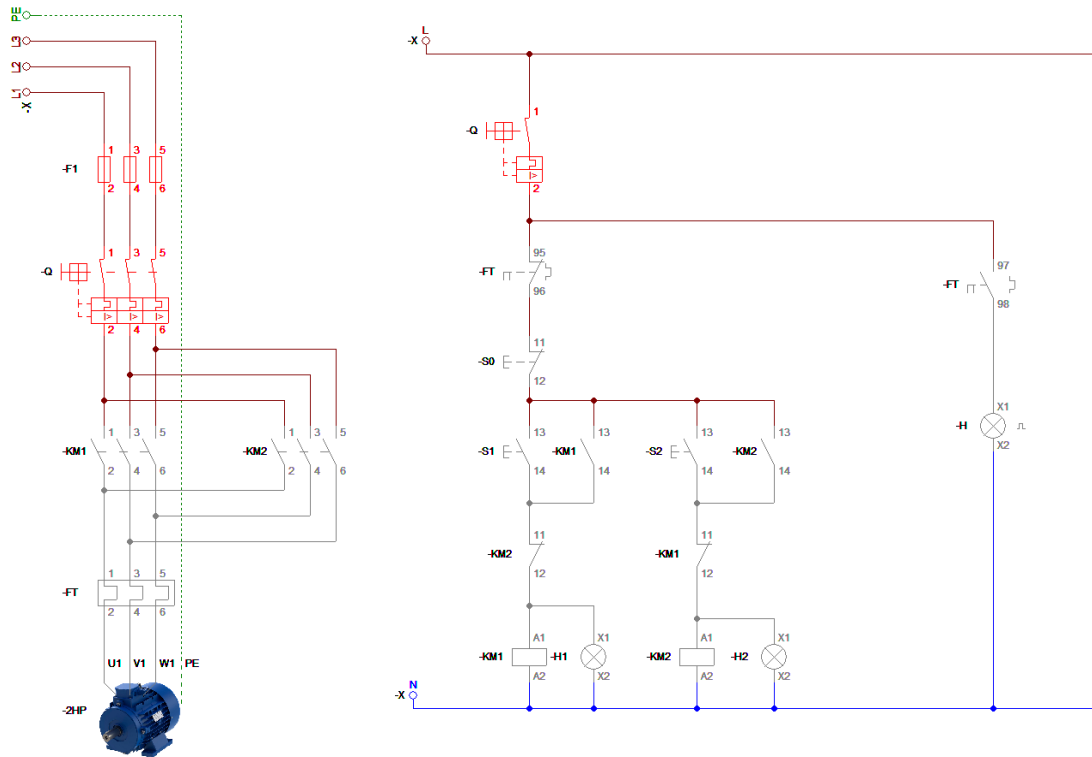 PE
L3
L2
L1
-X
-F1
1 3 5
2 4 6
-Q
1 3 5
I> I> I>
2 4 6
-KM1
1 3 5
2 4 6
-KM2
1 3 5
2 4 6
-FT
1 3 5
2 4 6
U1 V1 W1 PE
-2HP
-X L
-Q
1
I>
2
-FT
95
96
-FT
97
98
-S0
11
12
-S1
13
14
-KM1
13
14
-S2
13
14
-KM2
13
14
-H
X1
X2
-KM2
11
12
-KM1
11
12
-KM1
A1
A2
-H1
X1
X2
-KM2
A1
A2
-H2
X1
X2
-X N